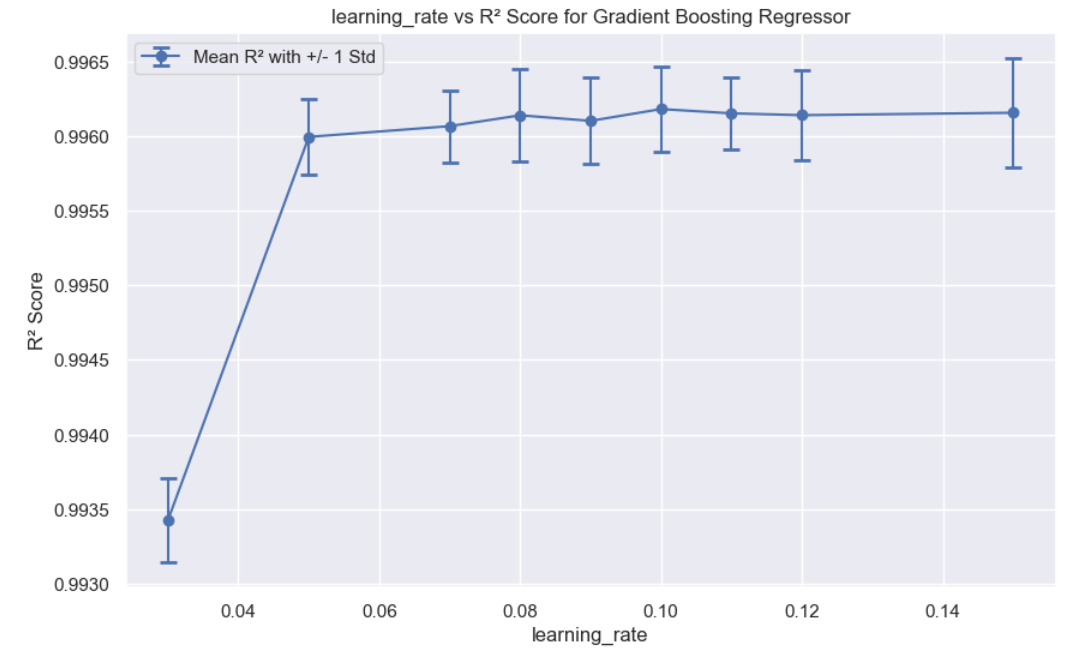 learning_rate vs R² Score for Gradient Boosting Regressor
Mean R² with +/- 1 Std
0.9965
0.9960
0.9955
0.9950
0.9945
0.9940
0.9935
0.9930
R² Score
0.04 0.06 0.08 0.10 0.12 0.14
learning_rate